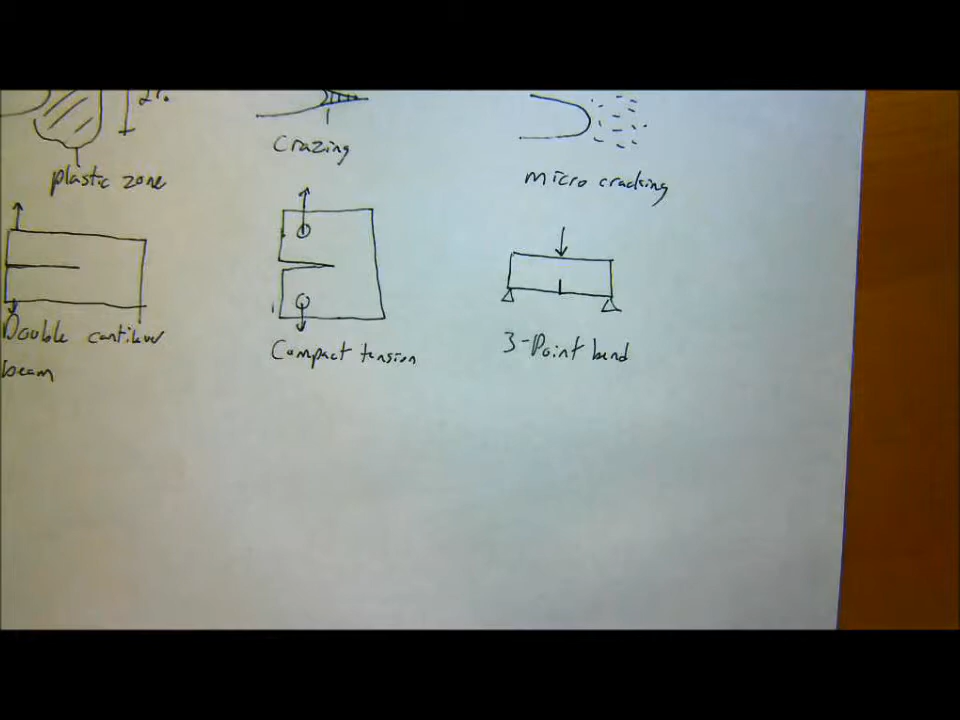 Crazing
plastic zone
micro cracking
Double cantilever
beam
Compact tension
3-Point bend